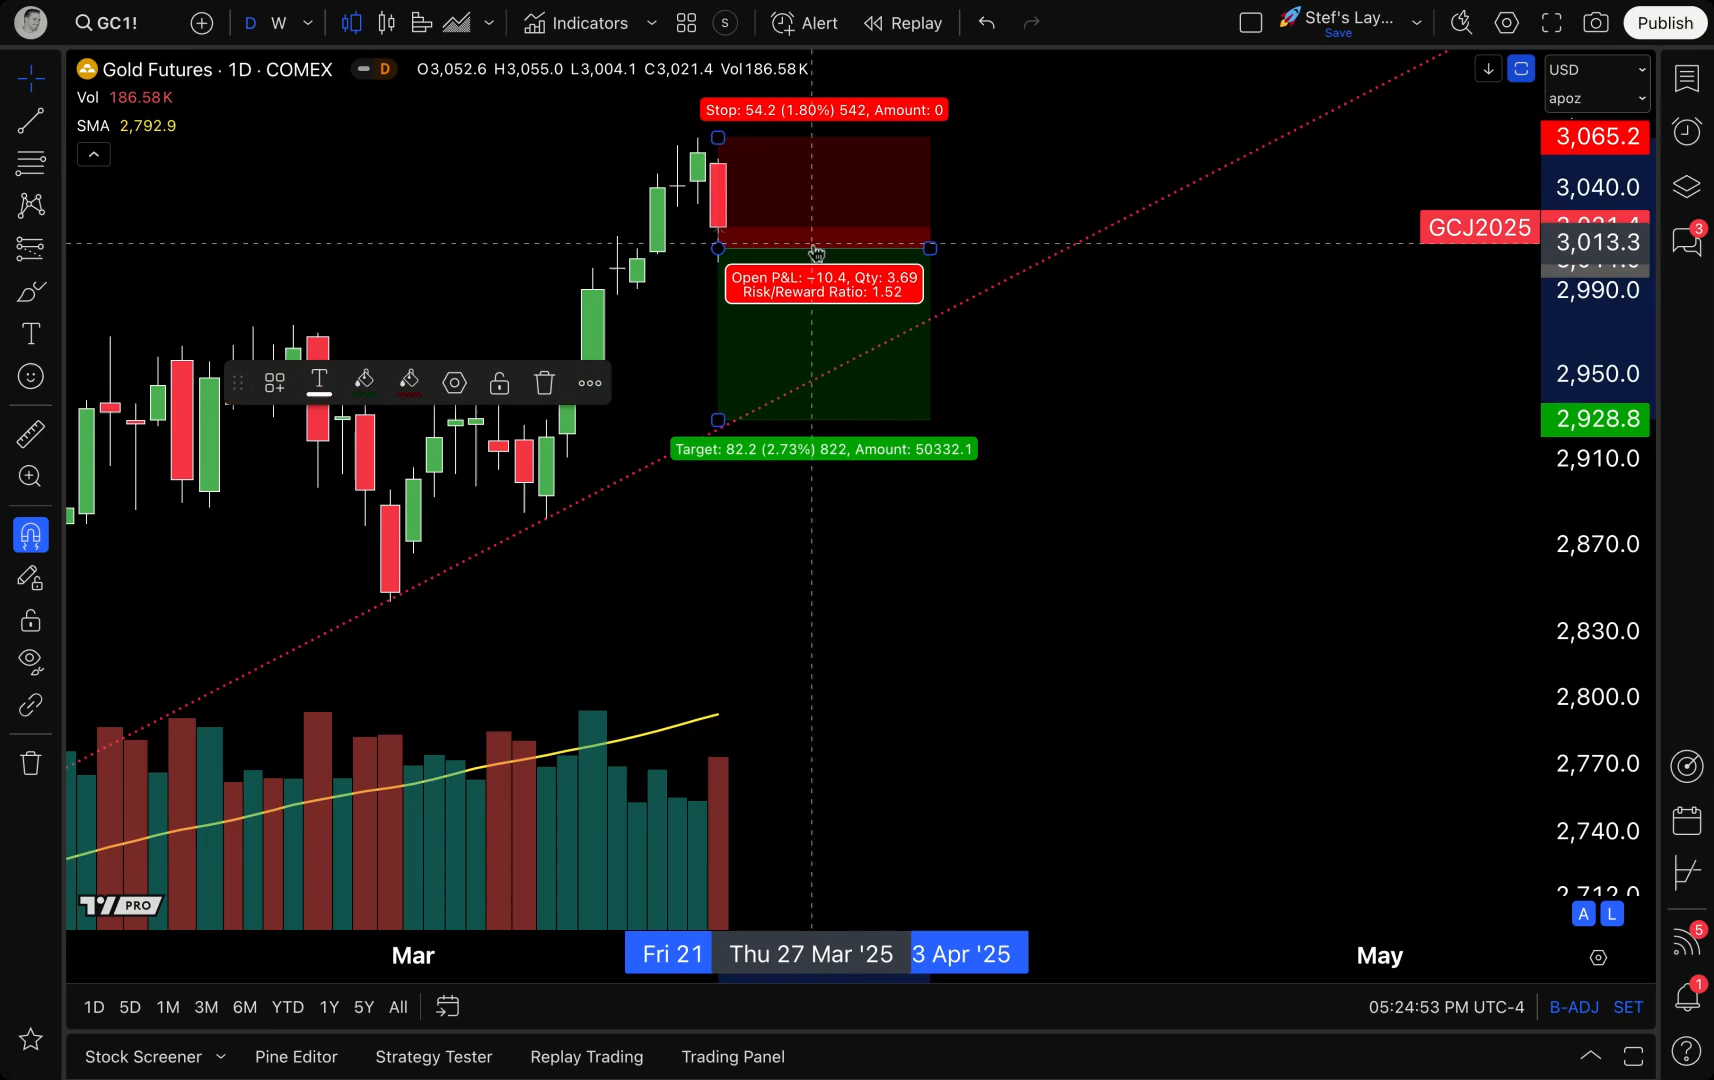 GC1!
D
W
Indicators
S
Alert
Replay
Stef's Lay...
Save
Publish
Gold Futures · 1D · COMEX
D
O3,052.6 H3,055.0 L3,004.1 C3,021.4 Vol186.58K
Vol 186.58K
SMA 2,792.9
USD
apoz
Stop: 54.2 (1.80%) 542, Amount: 0
3,065.2
3,040.0
GCJ2025
3,013.3
Open P&L: −10.4, Qty: 3.69
Risk/Reward Ratio: 1.52
2,990.0
2,950.0
2,928.8
Target: 82.2 (2.73%) 822, Amount: 50332.1
2,910.0
2,870.0
2,830.0
2,800.0
2,770.0
2,740.0
T
T
3
5
1
PRO
A
L
Mar
Fri 21
Thu 27 Mar '25
3 Apr '25
May
1D
5D
1M
3M
6M
YTD
1Y
5Y
All
05:24:53 PM UTC-4
B-ADJ
SET
Stock Screener
Pine Editor
Strategy Tester
Replay Trading
Trading Panel